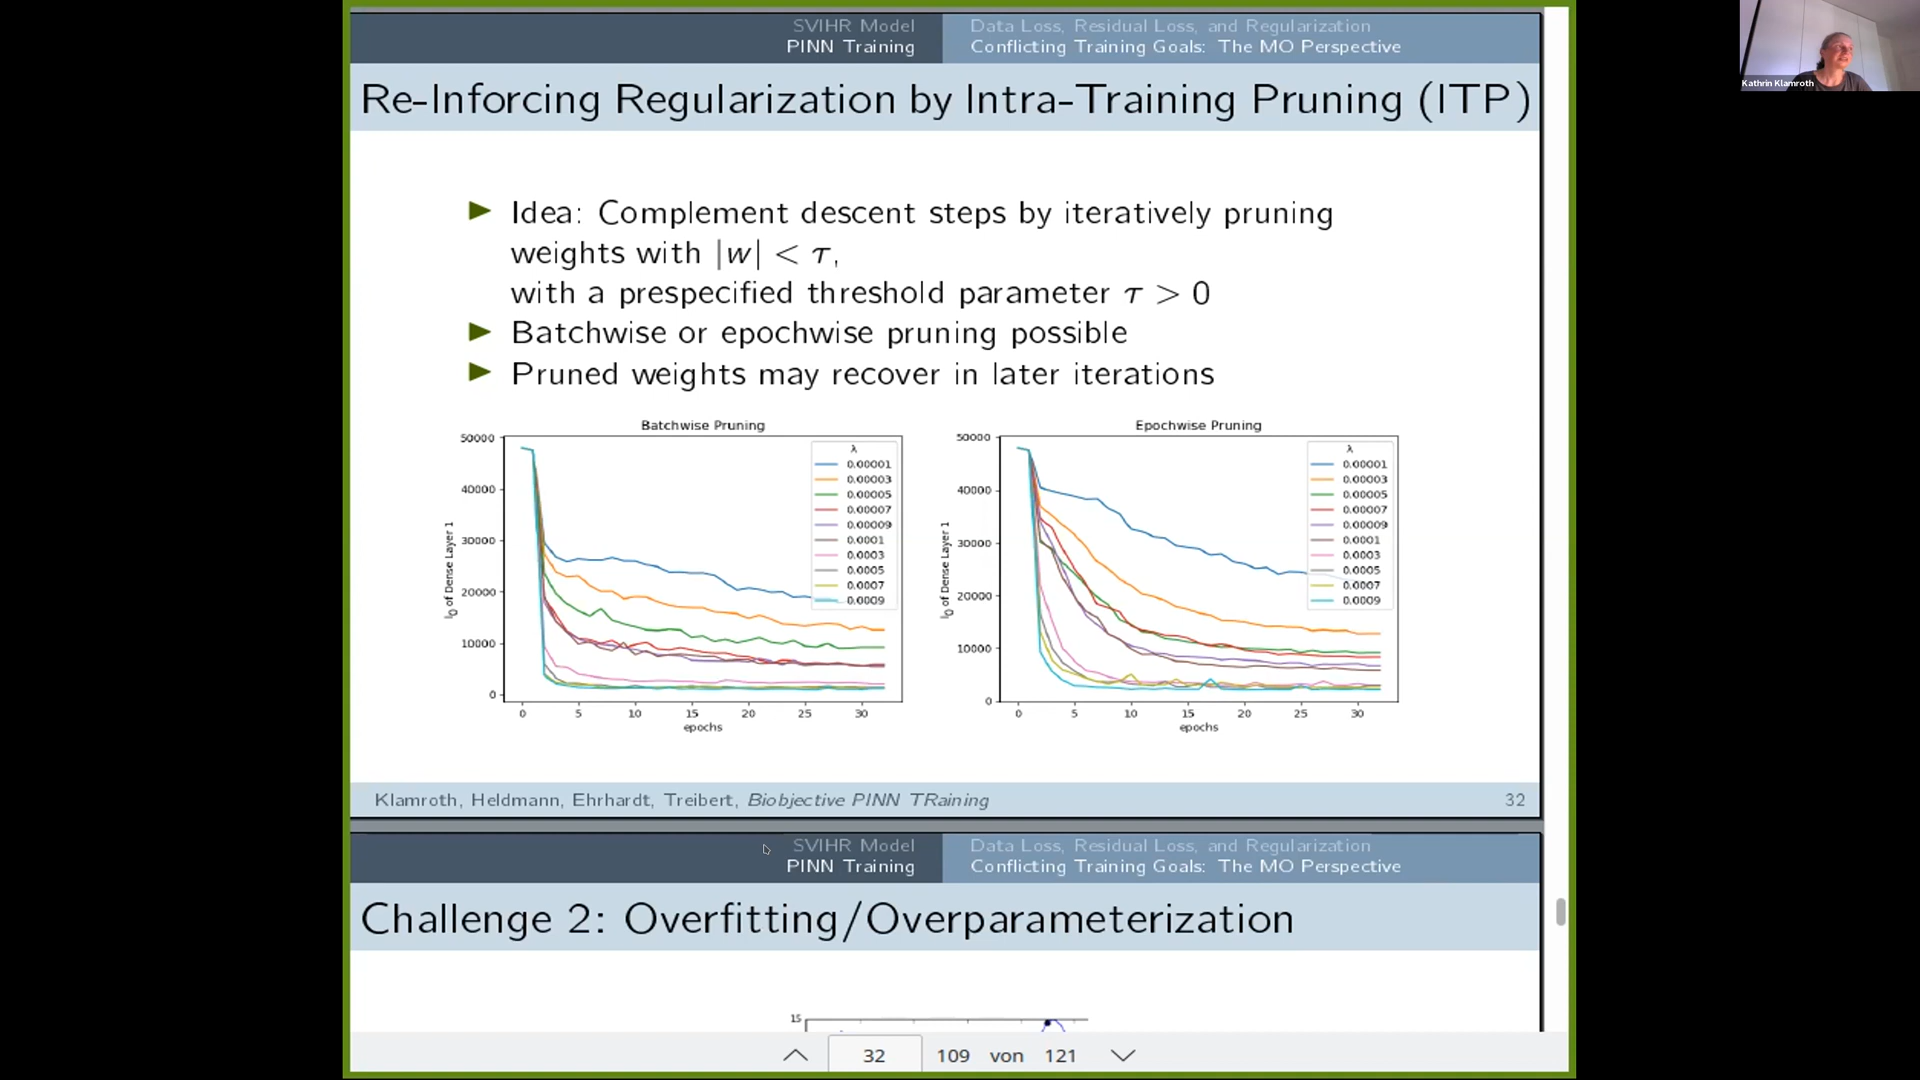 SVIHR Model
PINN Training
Data Loss, Residual Loss, and Regularization
Conflicting Training Goals: The MO Perspective
Re-Inforcing Regularization by Intra-Training Pruning (ITP)
Idea: Complement descent steps by iteratively pruning
weights with |w| < τ,
with a prespecified threshold parameter τ > 0
Batchwise or epochwise pruning possible
Pruned weights may recover in later iterations
Batchwise Pruning
50000
40000
30000
20000
10000
0
l0 of Dense Layer 1
0 5 10 15 20 25 30
epochs
λ
0.00001
0.00003
0.00005
0.00007
0.00009
0.0001
0.0003
0.0005
0.0007
0.0009
Epochwise Pruning
50000
40000
30000
20000
10000
0
l0 of Dense Layer 1
0 5 10 15 20 25 30
epochs
λ
0.00001
0.00003
0.00005
0.00007
0.00009
0.0001
0.0003
0.0005
0.0007
0.0009
Klamroth, Heldmann, Ehrhardt, Treibert, Biobjective PINN TRaining 32
SVIHR Model
PINN Training
Data Loss, Residual Loss, and Regularization
Conflicting Training Goals: The MO Perspective
Challenge 2: Overfitting/Overparameterization
15
32 109 von 121
Kathrin Klamroth